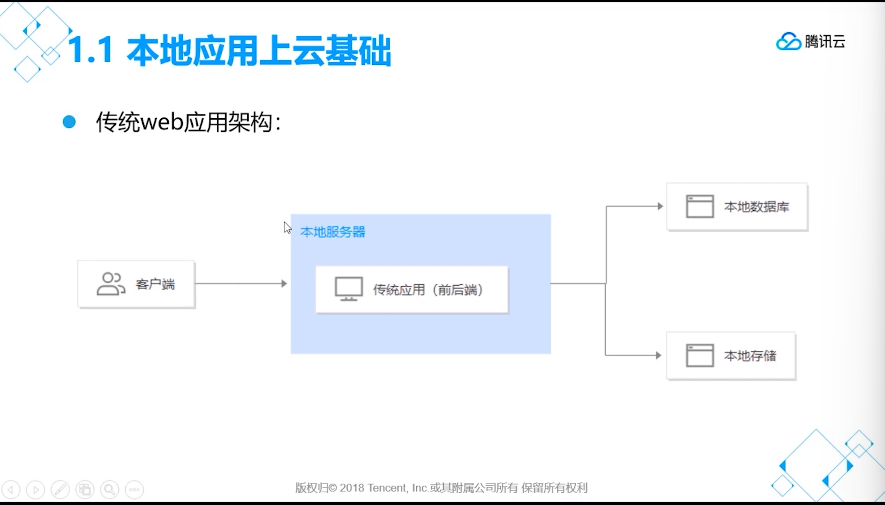 1.1 本地应用上云基础
腾讯云
传统web应用架构：
本地数据库
本地服务器
客户端
传统应用（前后端）
本地存储
版权归© 2018 Tencent, Inc.或其附属公司所有 保留所有权利